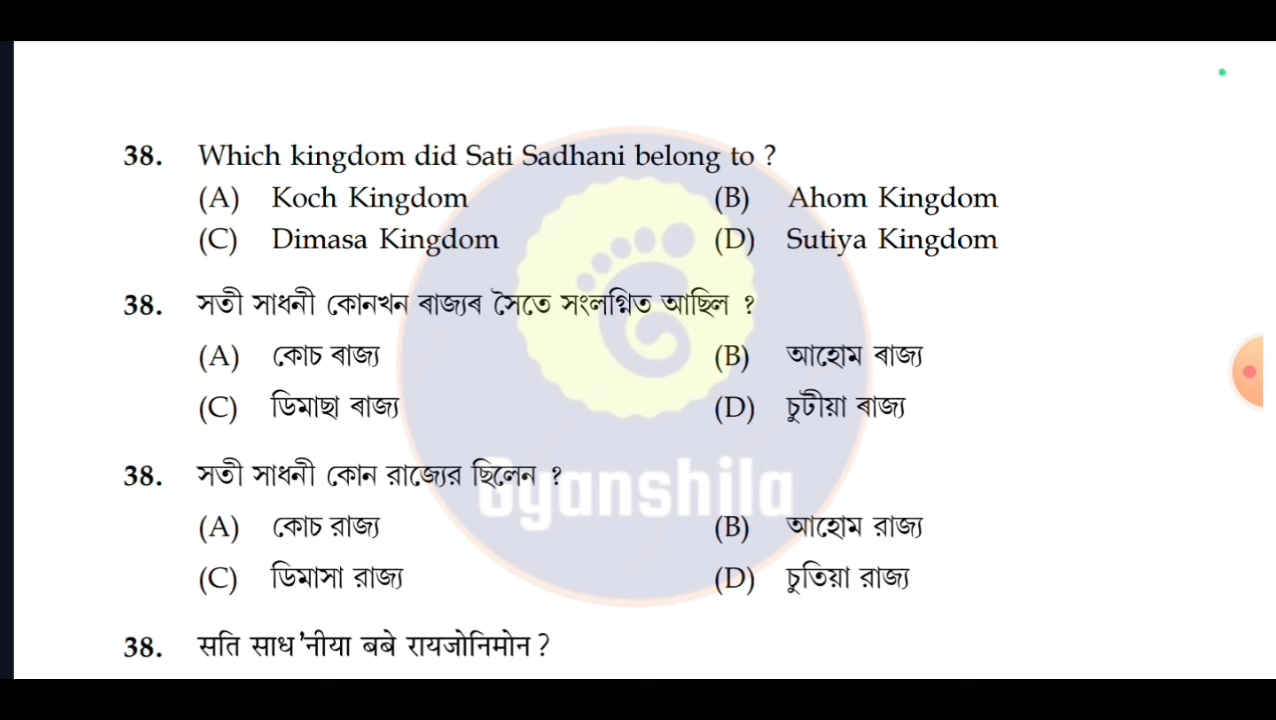 38. Which kingdom did Sati Sadhani belong to ?
(A) Koch Kingdom (B) Ahom Kingdom
(C) Dimasa Kingdom (D) Sutiya Kingdom
38. সতী সাধনী কোনখন ৰাজ্যৰ সৈতে সংলগ্নিত আছিল ?
(A) কোচ ৰাজ্য (B) আহোম ৰাজ্য
(C) ডিমাছা ৰাজ্য (D) চুটীয়া ৰাজ্য
38. সতী সাধনী কোন রাজ্যের ছিলেন ?
Gyanshila
(A) কোচ রাজ্য (B) আহোম রাজ্য
(C) ডিমাসা রাজ্য (D) চুতিয়া রাজ্য
38. सति साध'नीया बबे रायजोनिमोन ?